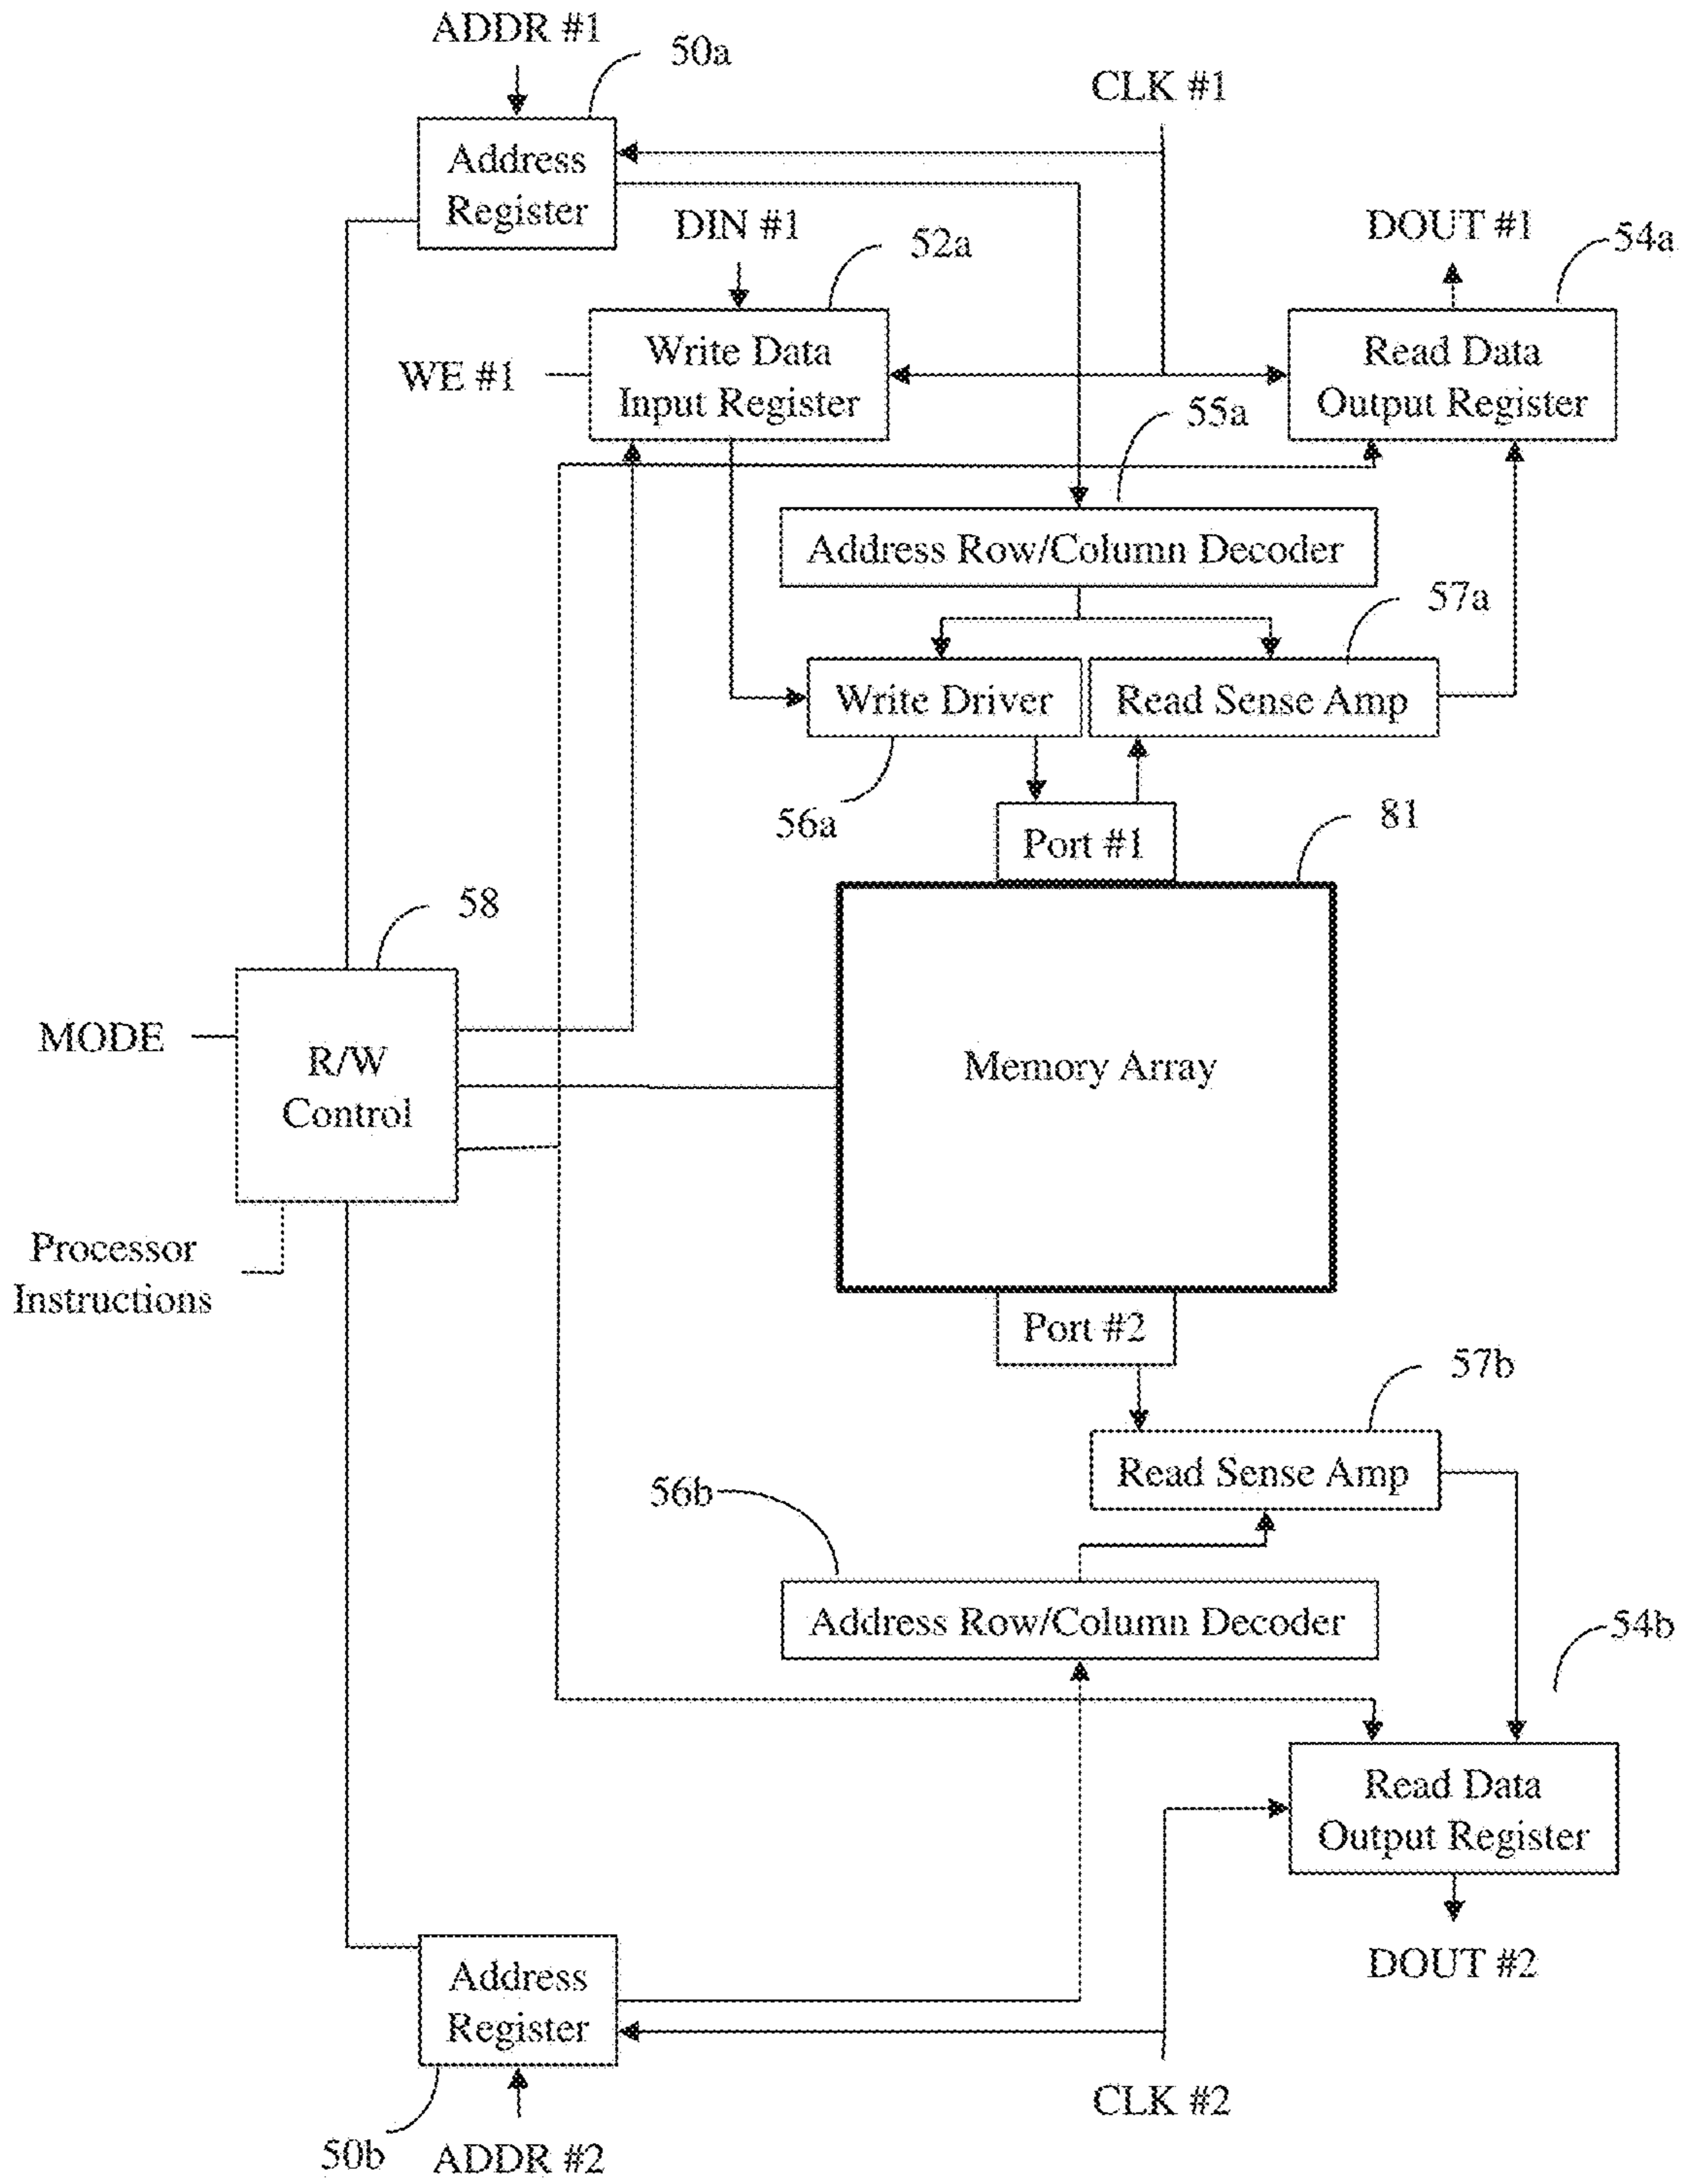 ADDR #1
50a
CLK #1
Address
Register
DIN #1
52a
DOUT #1
54a
WE #1
Write Data
Input Register
Read Data
Output Register
55a
Address Row/Column Decoder
57a
Write Driver
Read Sense Amp
56a
Port #1
81
58
MODE
R/W
Control
Memory Array
Processor
Instructions
Port #2
57b
Read Sense Amp
56b
Address Row/Column Decoder
54b
Read Data
Output Register
DOUT #2
Address
Register
CLK #2
50b
ADDR #2